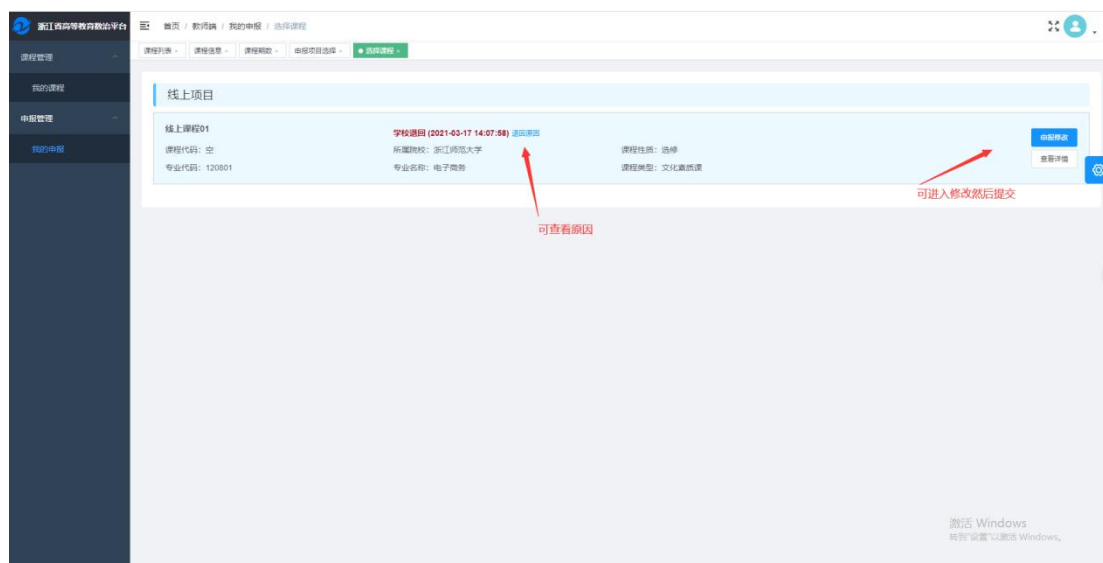 浙江省高等教育数治平台
首页 / 教师端 / 我的申报 / 选择课程
课程管理
课程列表 × 课程信息 × 课程期数 × 申报项目选择 × 选择课程 ×
我的课程
申报管理
我的申报
线上项目
线上课程01
学校退回 (2021-03-17 14:07:58) 退回原因
申报修改
课程代码：空 所属院校：浙江师范大学 课程性质：选修
查看详情
专业代码：120801 专业名称：电子商务 课程类型：文化素质课
可进入修改然后提交
可查看原因
激活 Windows
转到"设置"以激活 Windows。